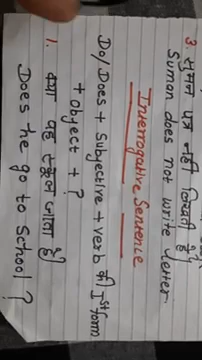 3. सुमन पत्र नहीं लिखती है।
Suman does not write letter.
Interrogative Sentence
Do/Does + Subjective + verb की Ist form
+ object + ?
1. क्या वह स्कूल जाता है
Does he go to school ?